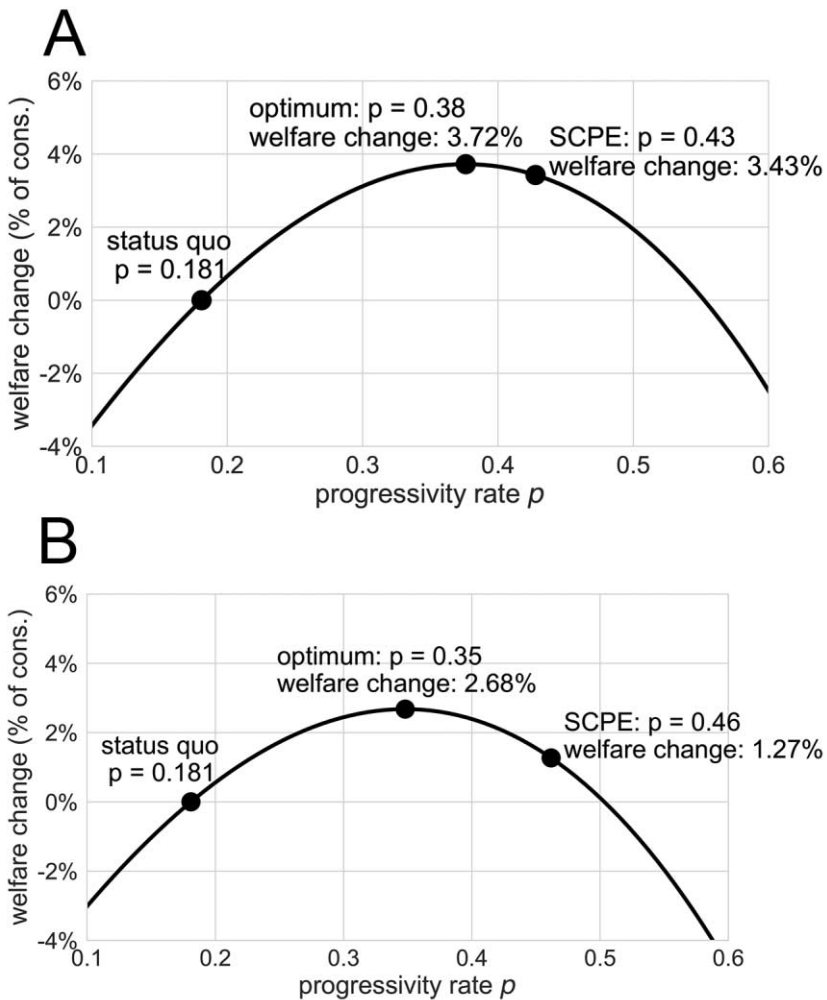 A
6%
optimum: p = 0.38
welfare change: 3.72%
SCPE: p = 0.43
welfare change: 3.43%
4%
status quo
p = 0.181
2%
0%
-2%
-4%
welfare change (% of cons.)
0.1 0.2 0.3 0.4 0.5 0.6
progressivity rate p
B
6%
4%
optimum: p = 0.35
welfare change: 2.68%
SCPE: p = 0.46
welfare change: 1.27%
2%
status quo
p = 0.181
0%
-2%
-4%
welfare change (% of cons.)
0.1 0.2 0.3 0.4 0.5 0.6
progressivity rate p